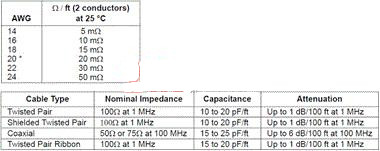 Ω / ft (2 conductors)
AWG at 25 °C
14 5 mΩ
16 10 mΩ
18 15 mΩ
20 * 20 mΩ
22 30 mΩ
24 50 mΩ
Cable Type Nominal Impedance Capacitance Attenuation
Twisted Pair 100Ω at 1 MHz 10 to 20 pF/ft Up to 1 dB/100 ft at 1 MHz
Shielded Twisted Pair 100Ω at 1 MHz 10 to 20 pF/ft Up to 1 dB/100 ft at 1 MHz
Coaxial 50Ω or 75Ω at 100 MHz 15 to 25 pF/ft Up to 6 dB/100 ft at 100 MHz
Twisted Pair Ribbon 100Ω at 1 MHz 15 to 20 pF/ft Up to 1 dB/100 ft at 1 MHz